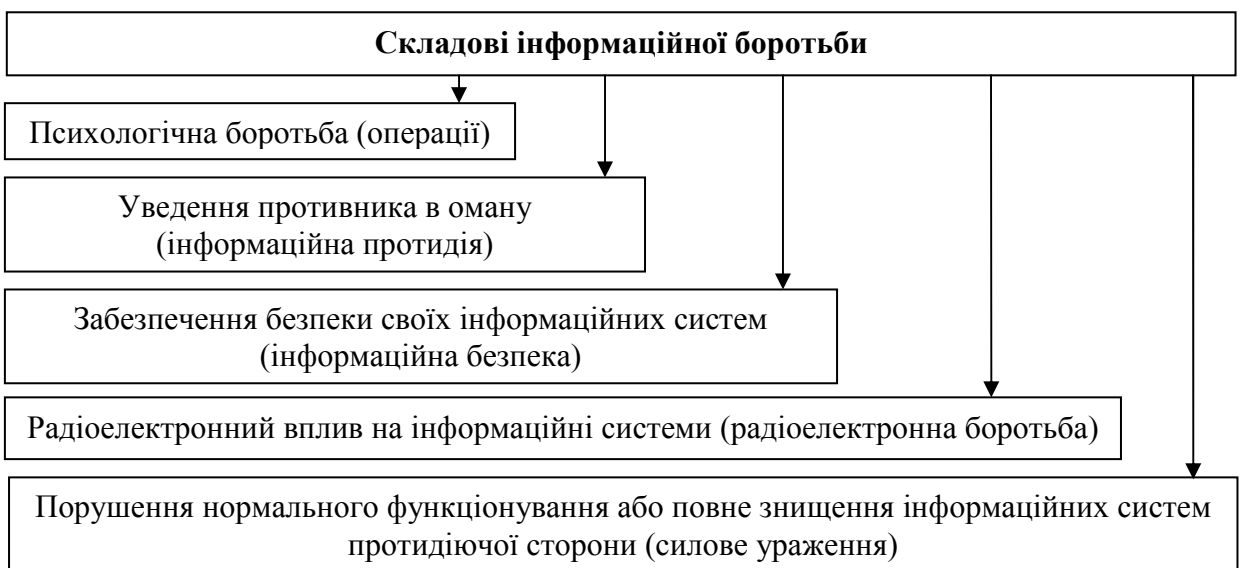 Складові інформаційної боротьби
Психологічна боротьба (операції)
Уведення противника в оману
(інформаційна протидія)
Забезпечення безпеки своїх інформаційних систем
(інформаційна безпека)
Радіоелектронний вплив на інформаційні системи (радіоелектронна боротьба)
Порушення нормального функціонування або повне знищення інформаційних систем
протидіючої сторони (силове ураження)